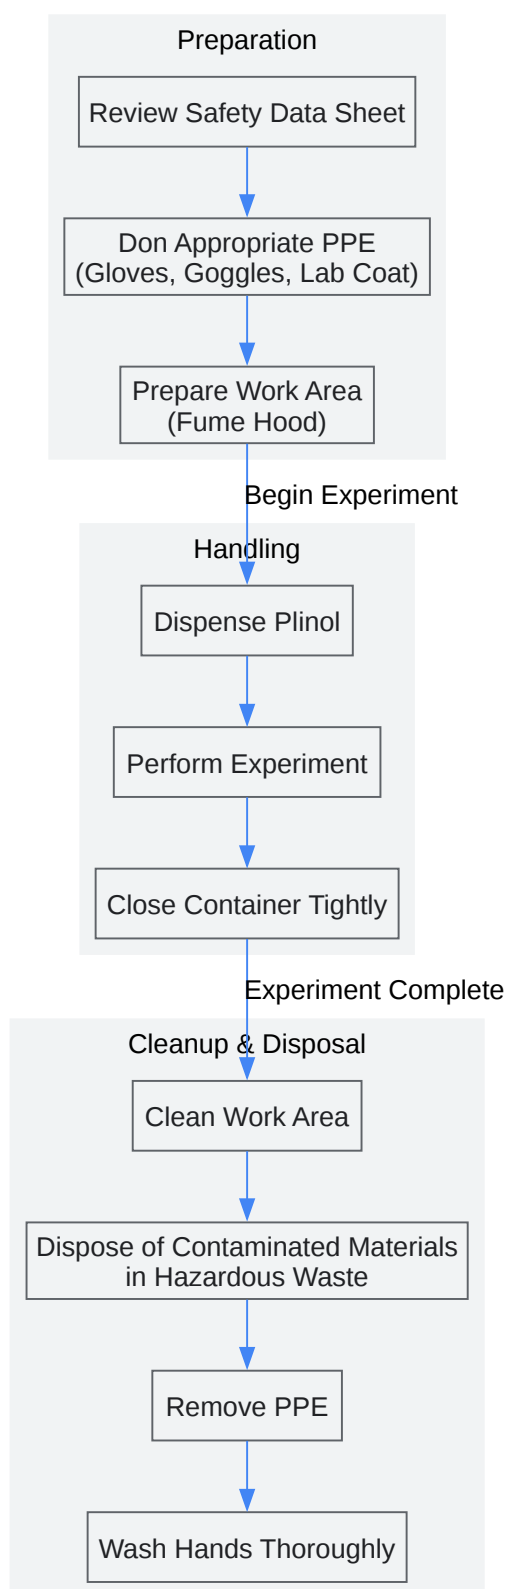 Preparation
Review Safety Data Sheet
Don Appropriate PPE
(Gloves, Goggles, Lab Coat)
Prepare Work Area
(Fume Hood)
Begin Experiment
Handling
Dispense Plinol
Perform Experiment
Close Container Tightly
Experiment Complete
Cleanup & Disposal
Clean Work Area
Dispose of Contaminated Materials
in Hazardous Waste
Remove PPE
Wash Hands Thoroughly